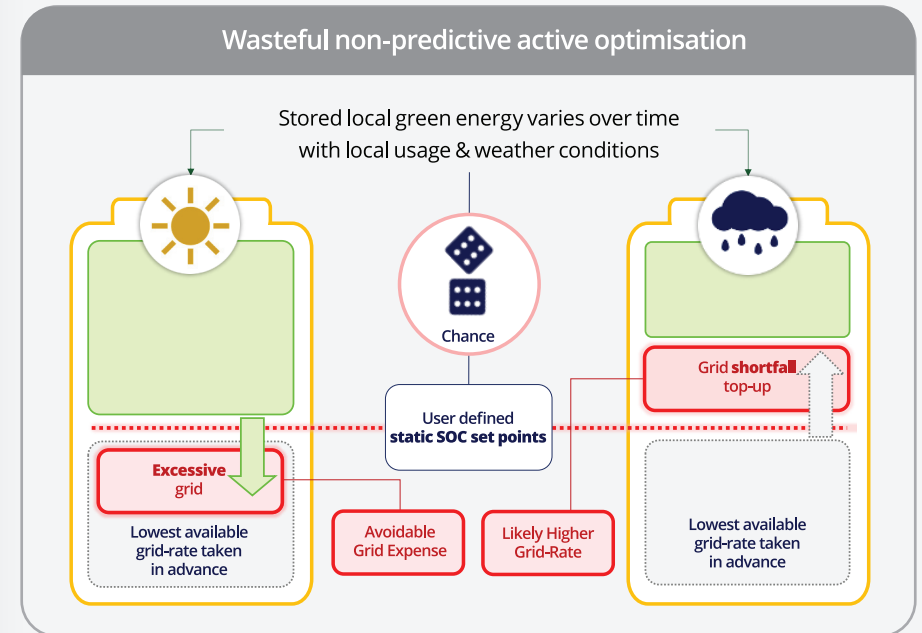 Wasteful non-predictive active optimisation
Stored local green energy varies over time
with local usage & weather conditions
Chance
User defined
static SOC set points
Excessive
grid
Lowest available
grid-rate taken
in advance
Avoidable
Grid Expense
Likely Higher
Grid-Rate
Grid shortfall
top-up
Lowest available
grid-rate taken
in advance